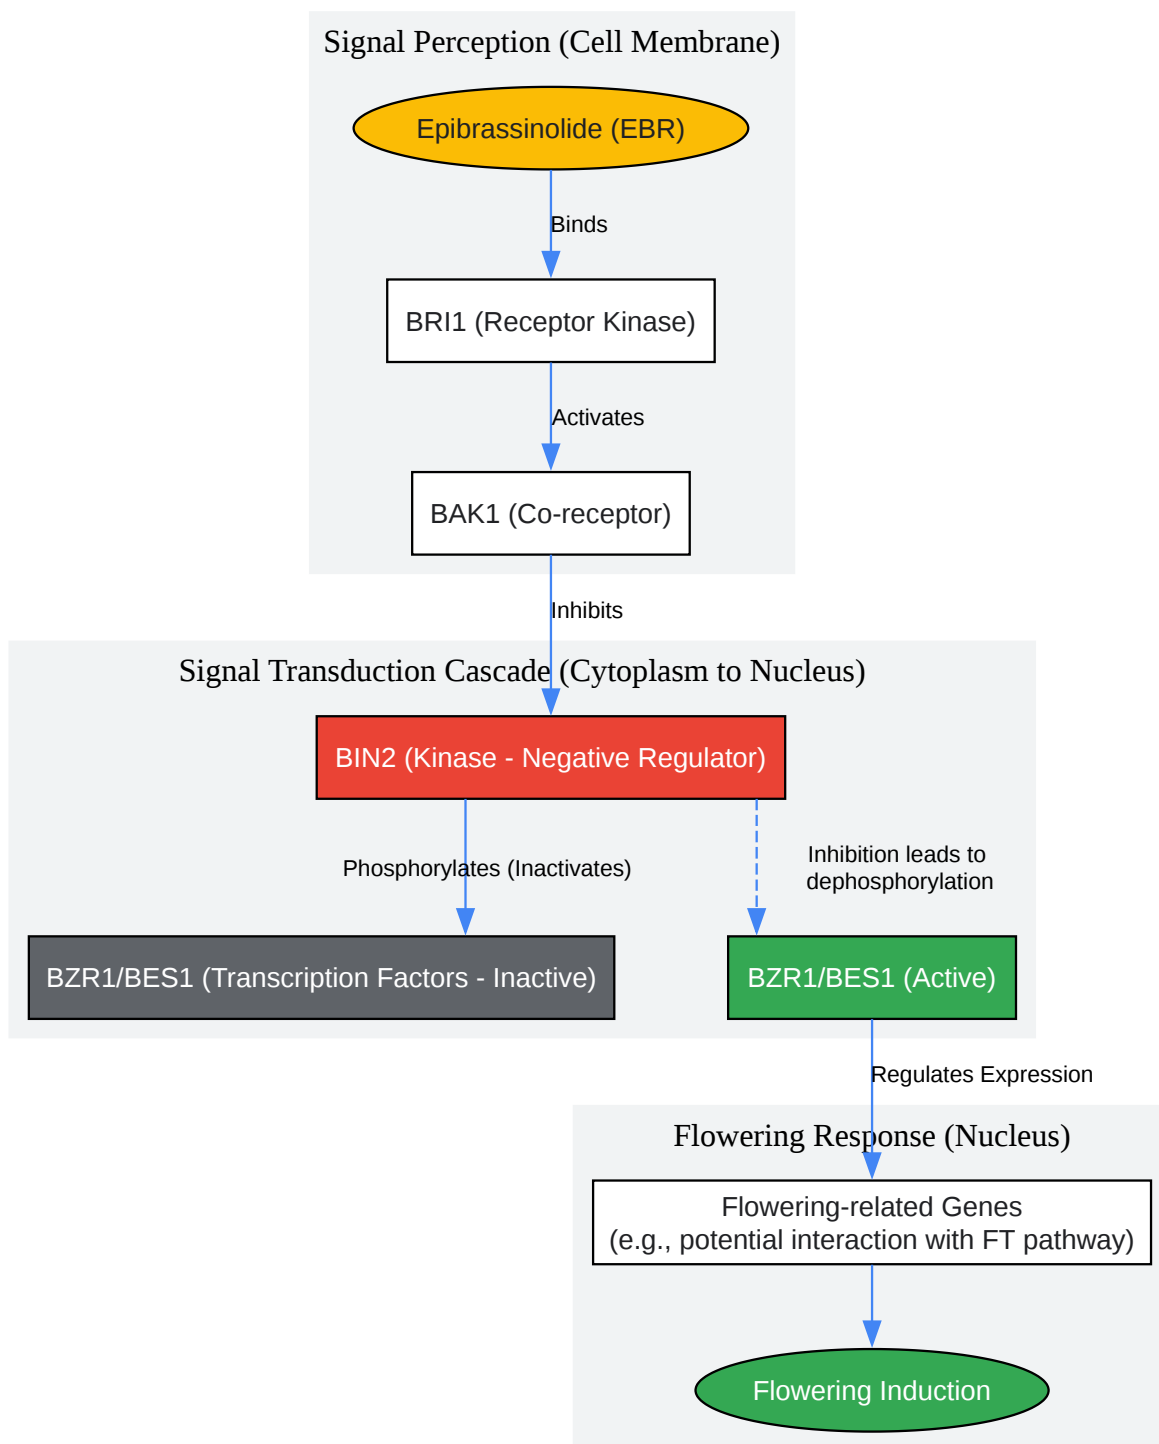 Signal Perception (Cell Membrane)
Epibrassinolide (EBR)
Binds
BRI1 (Receptor Kinase)
Activates
BAK1 (Co-receptor)
Inhibits
Signal Transduction Cascade (Cytoplasm to Nucleus)
BIN2 (Kinase - Negative Regulator)
Phosphorylates (Inactivates)
Inhibition leads to
dephosphorylation
BZR1/BES1 (Transcription Factors - Inactive)
BZR1/BES1 (Active)
Regulates Expression
Flowering Response (Nucleus)
Flowering-related Genes
(e.g., potential interaction with FT pathway)
Flowering Induction